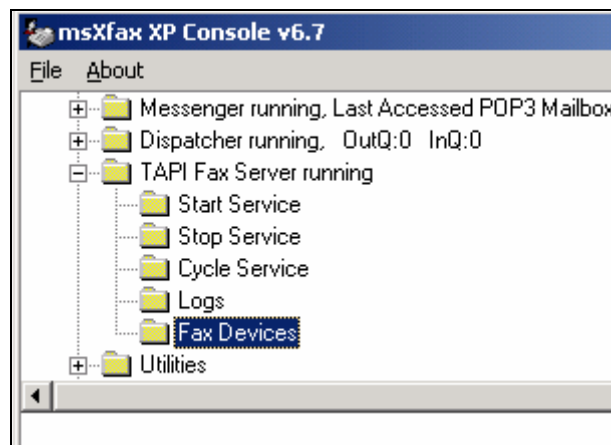 msXfax XP Console v6.7
File About
Messenger running, Last Accessed POP3 Mailbox
Dispatcher running, OutQ:0 InQ:0
TAPI Fax Server running
Start Service
Stop Service
Cycle Service
Logs
Fax Devices
Utilities